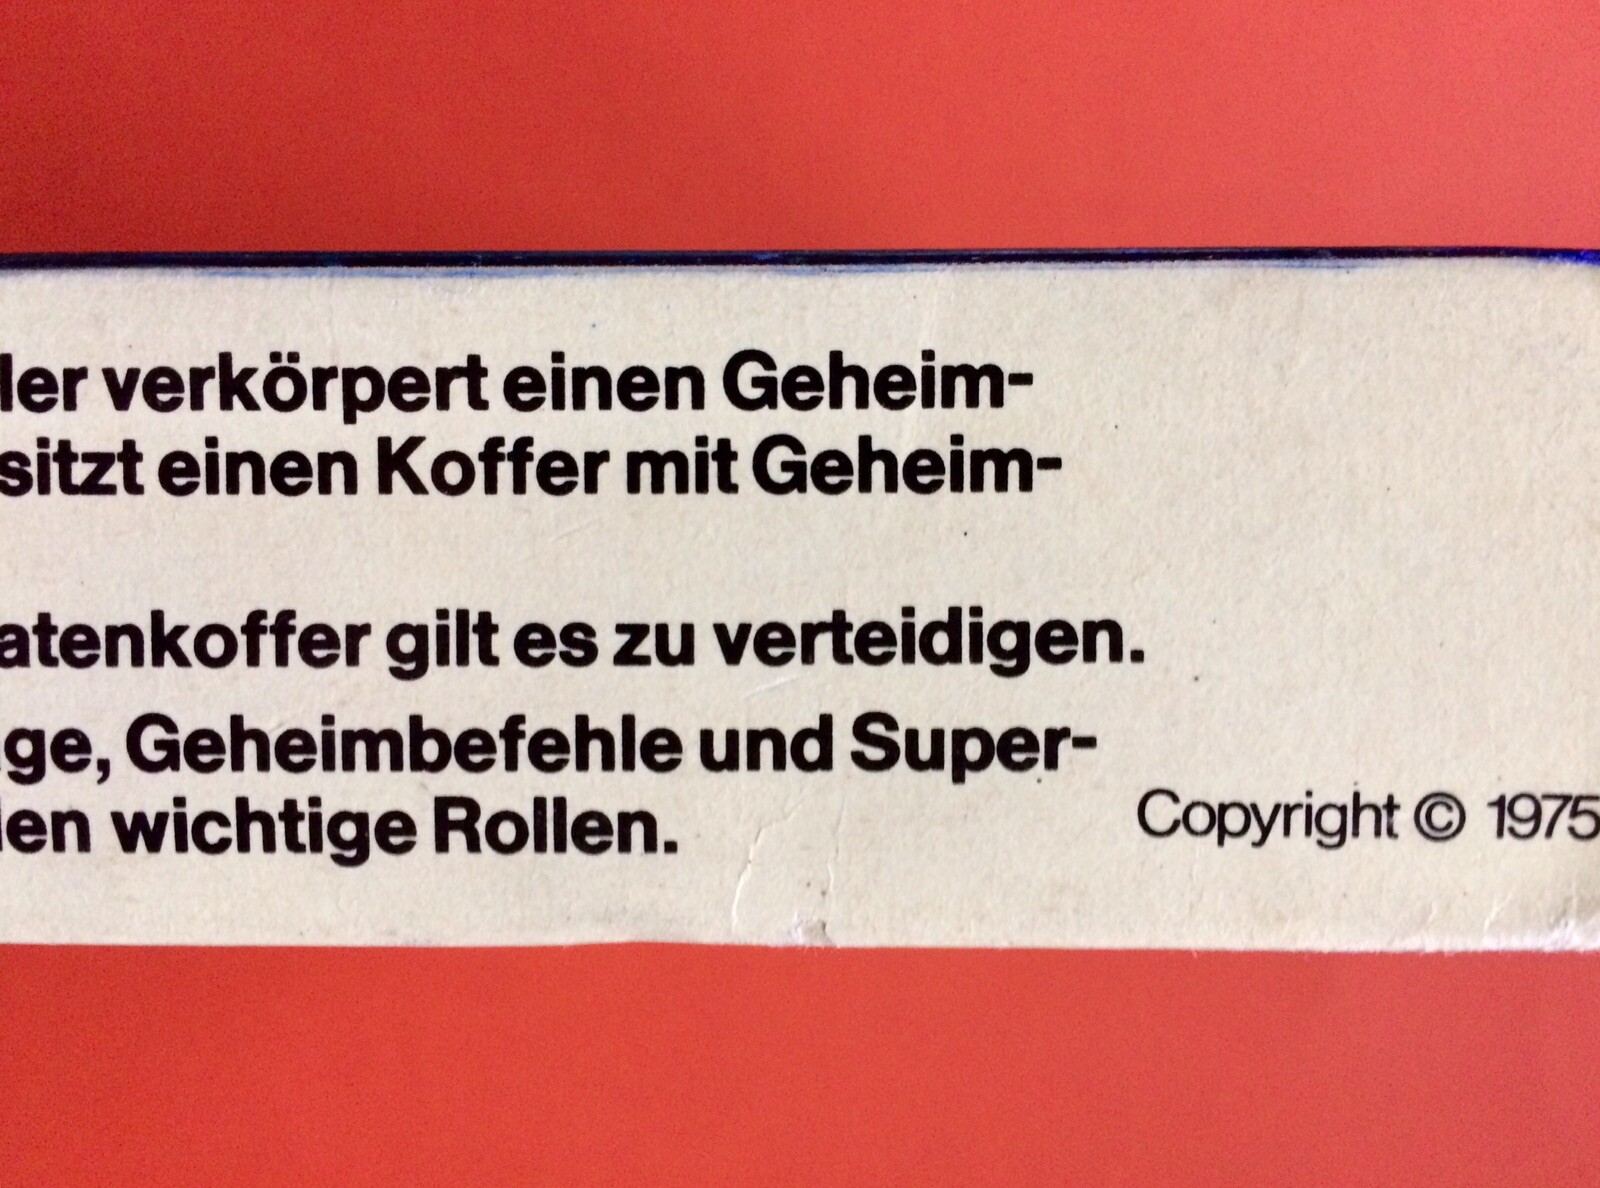 ler verkörpert einen Geheim-
sitzt einen Koffer mit Geheim-
atenkoffer gilt es zu verteidigen.
ge, Geheimbefehle und Super-
len wichtige Rollen.
Copyright © 1975